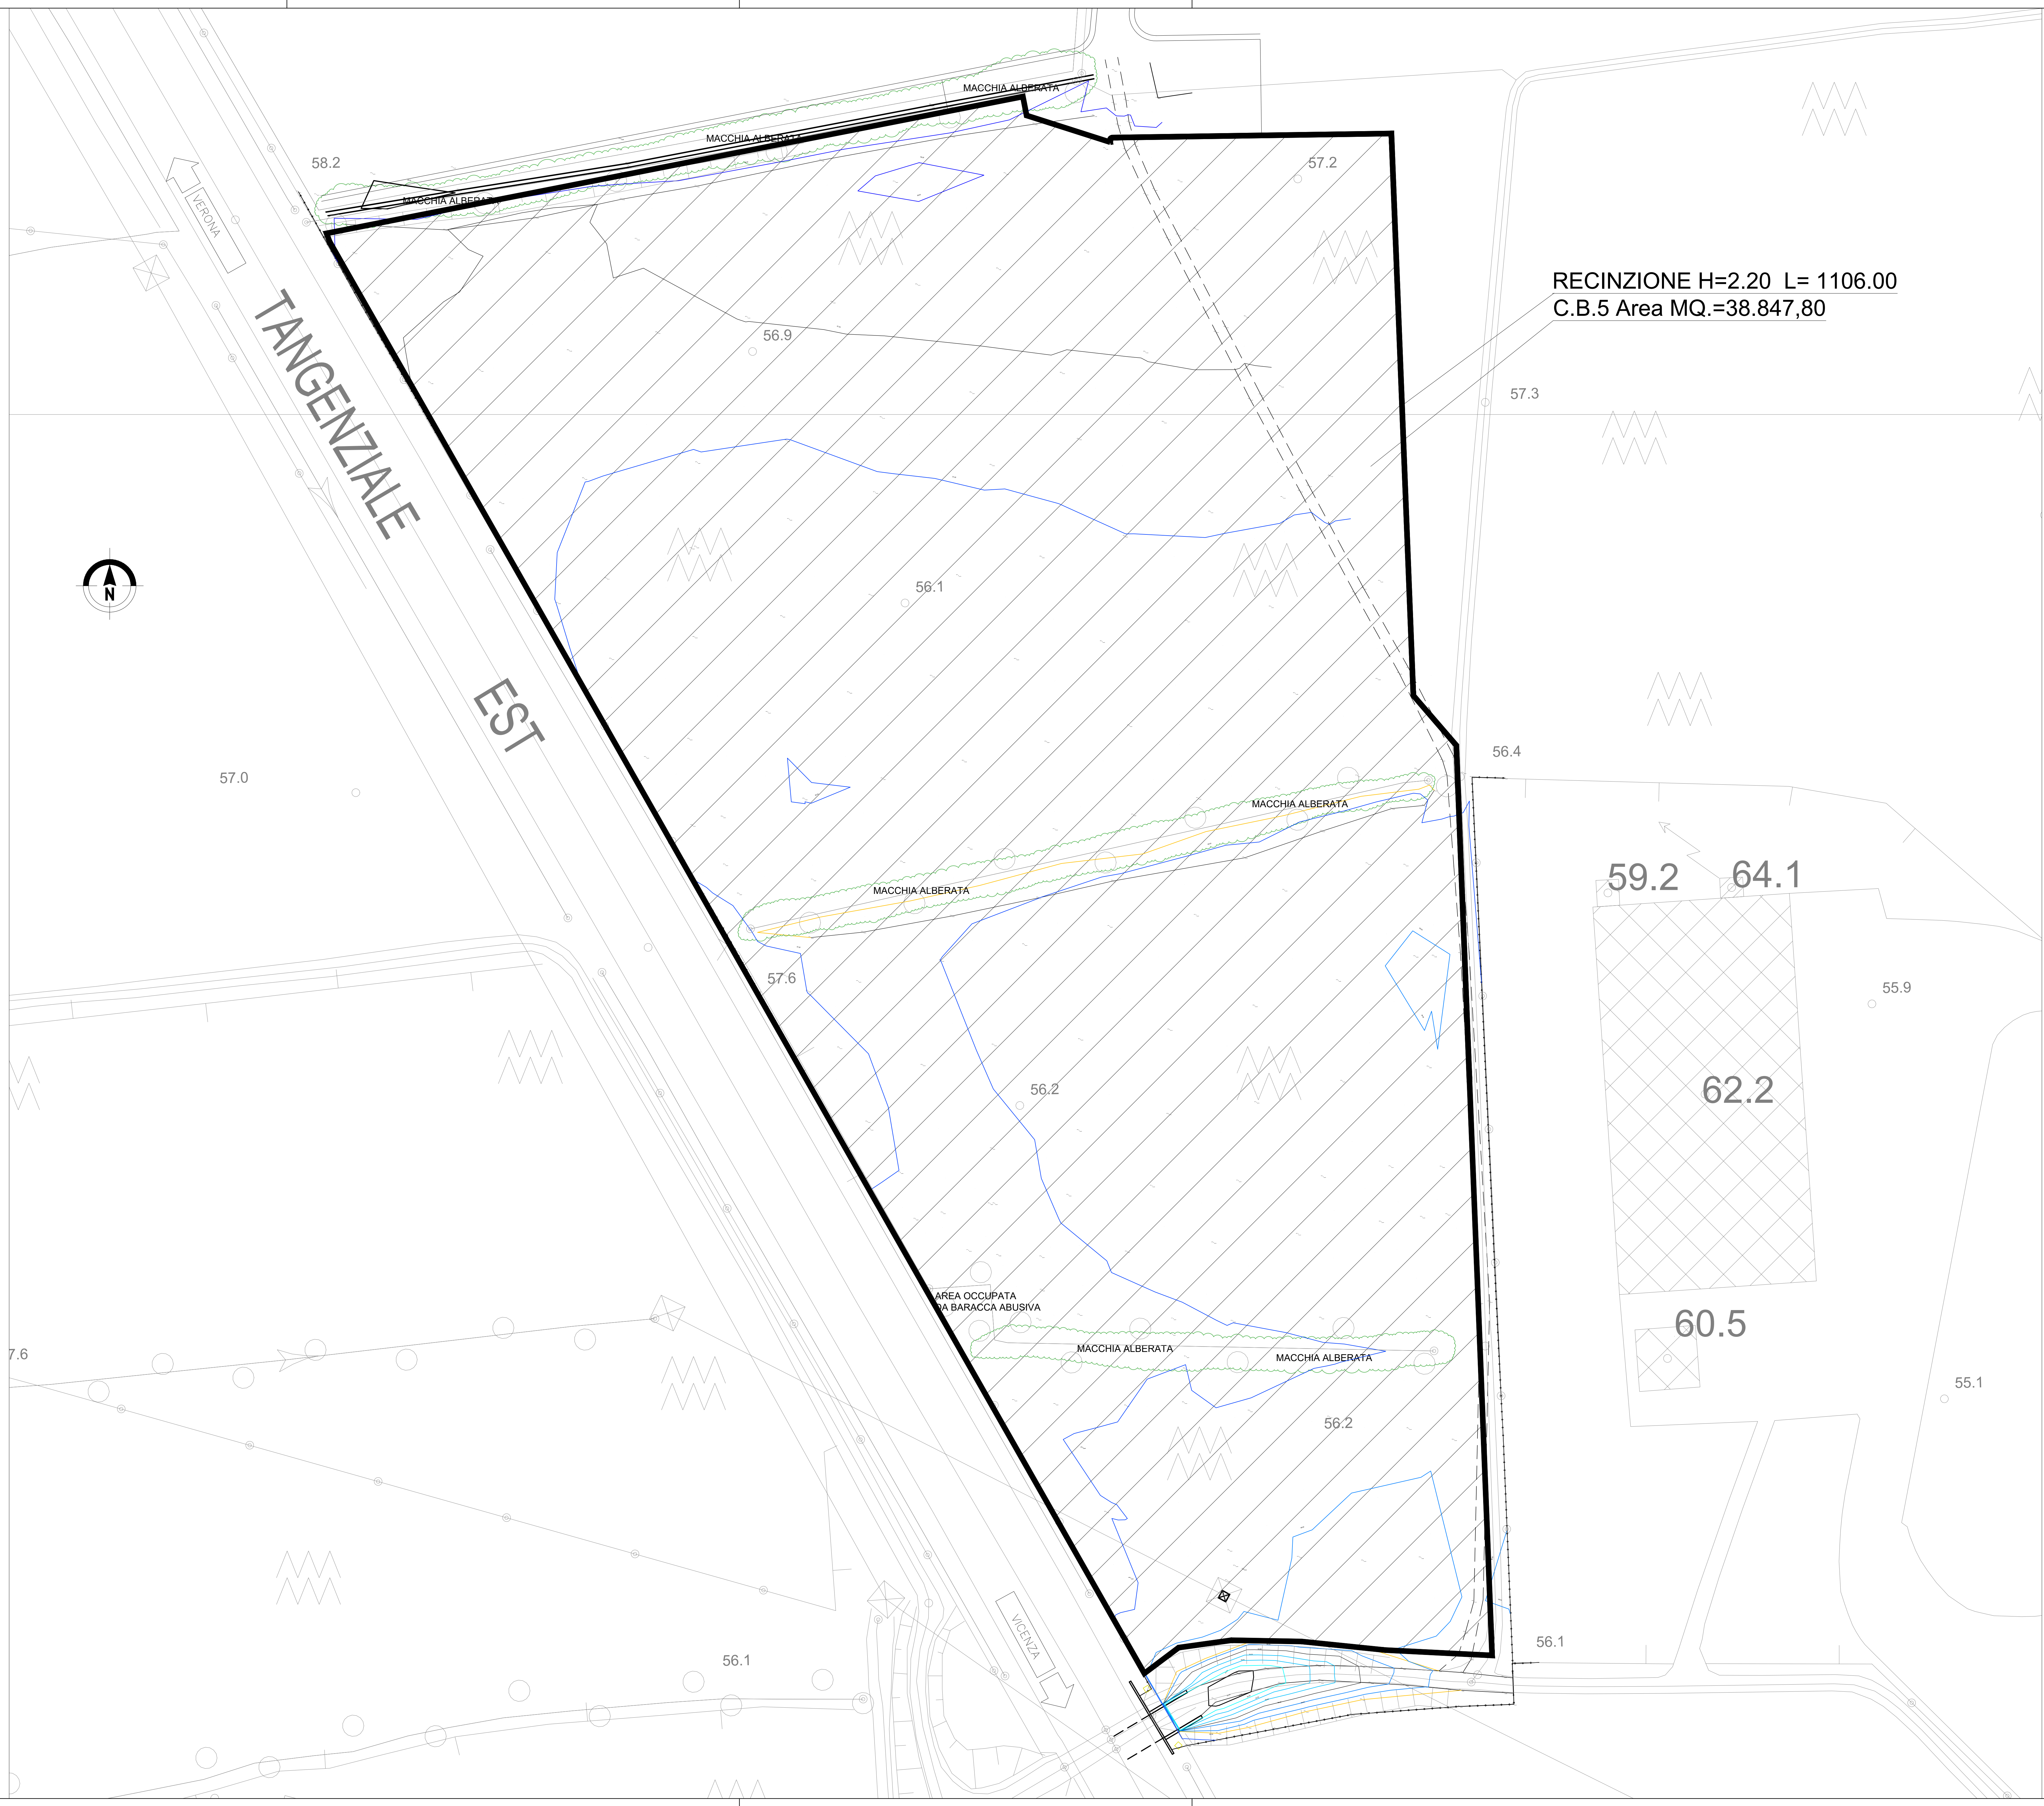 MACCHIA ALBERATA
MACCHIA ALBERATA
58.2
57.2
MACCHIA ALBERATA
VERONA
RECINZIONE H=2.20 L= 1106.00
C.B.5 Area MQ.=38.847,80
56.9
57.3
TANGENZIALE
EST
56.1
N
56.4
57.0
MACCHIA ALBERATA
59.2
64.1
MACCHIA ALBERATA
57.6
55.9
56.2
62.2
AREA OCCUPATA
DA BARACCA ABUSIVA
60.5
7.6
MACCHIA ALBERATA
MACCHIA ALBERATA
55.1
56.2
VICENZA
56.1
56.1